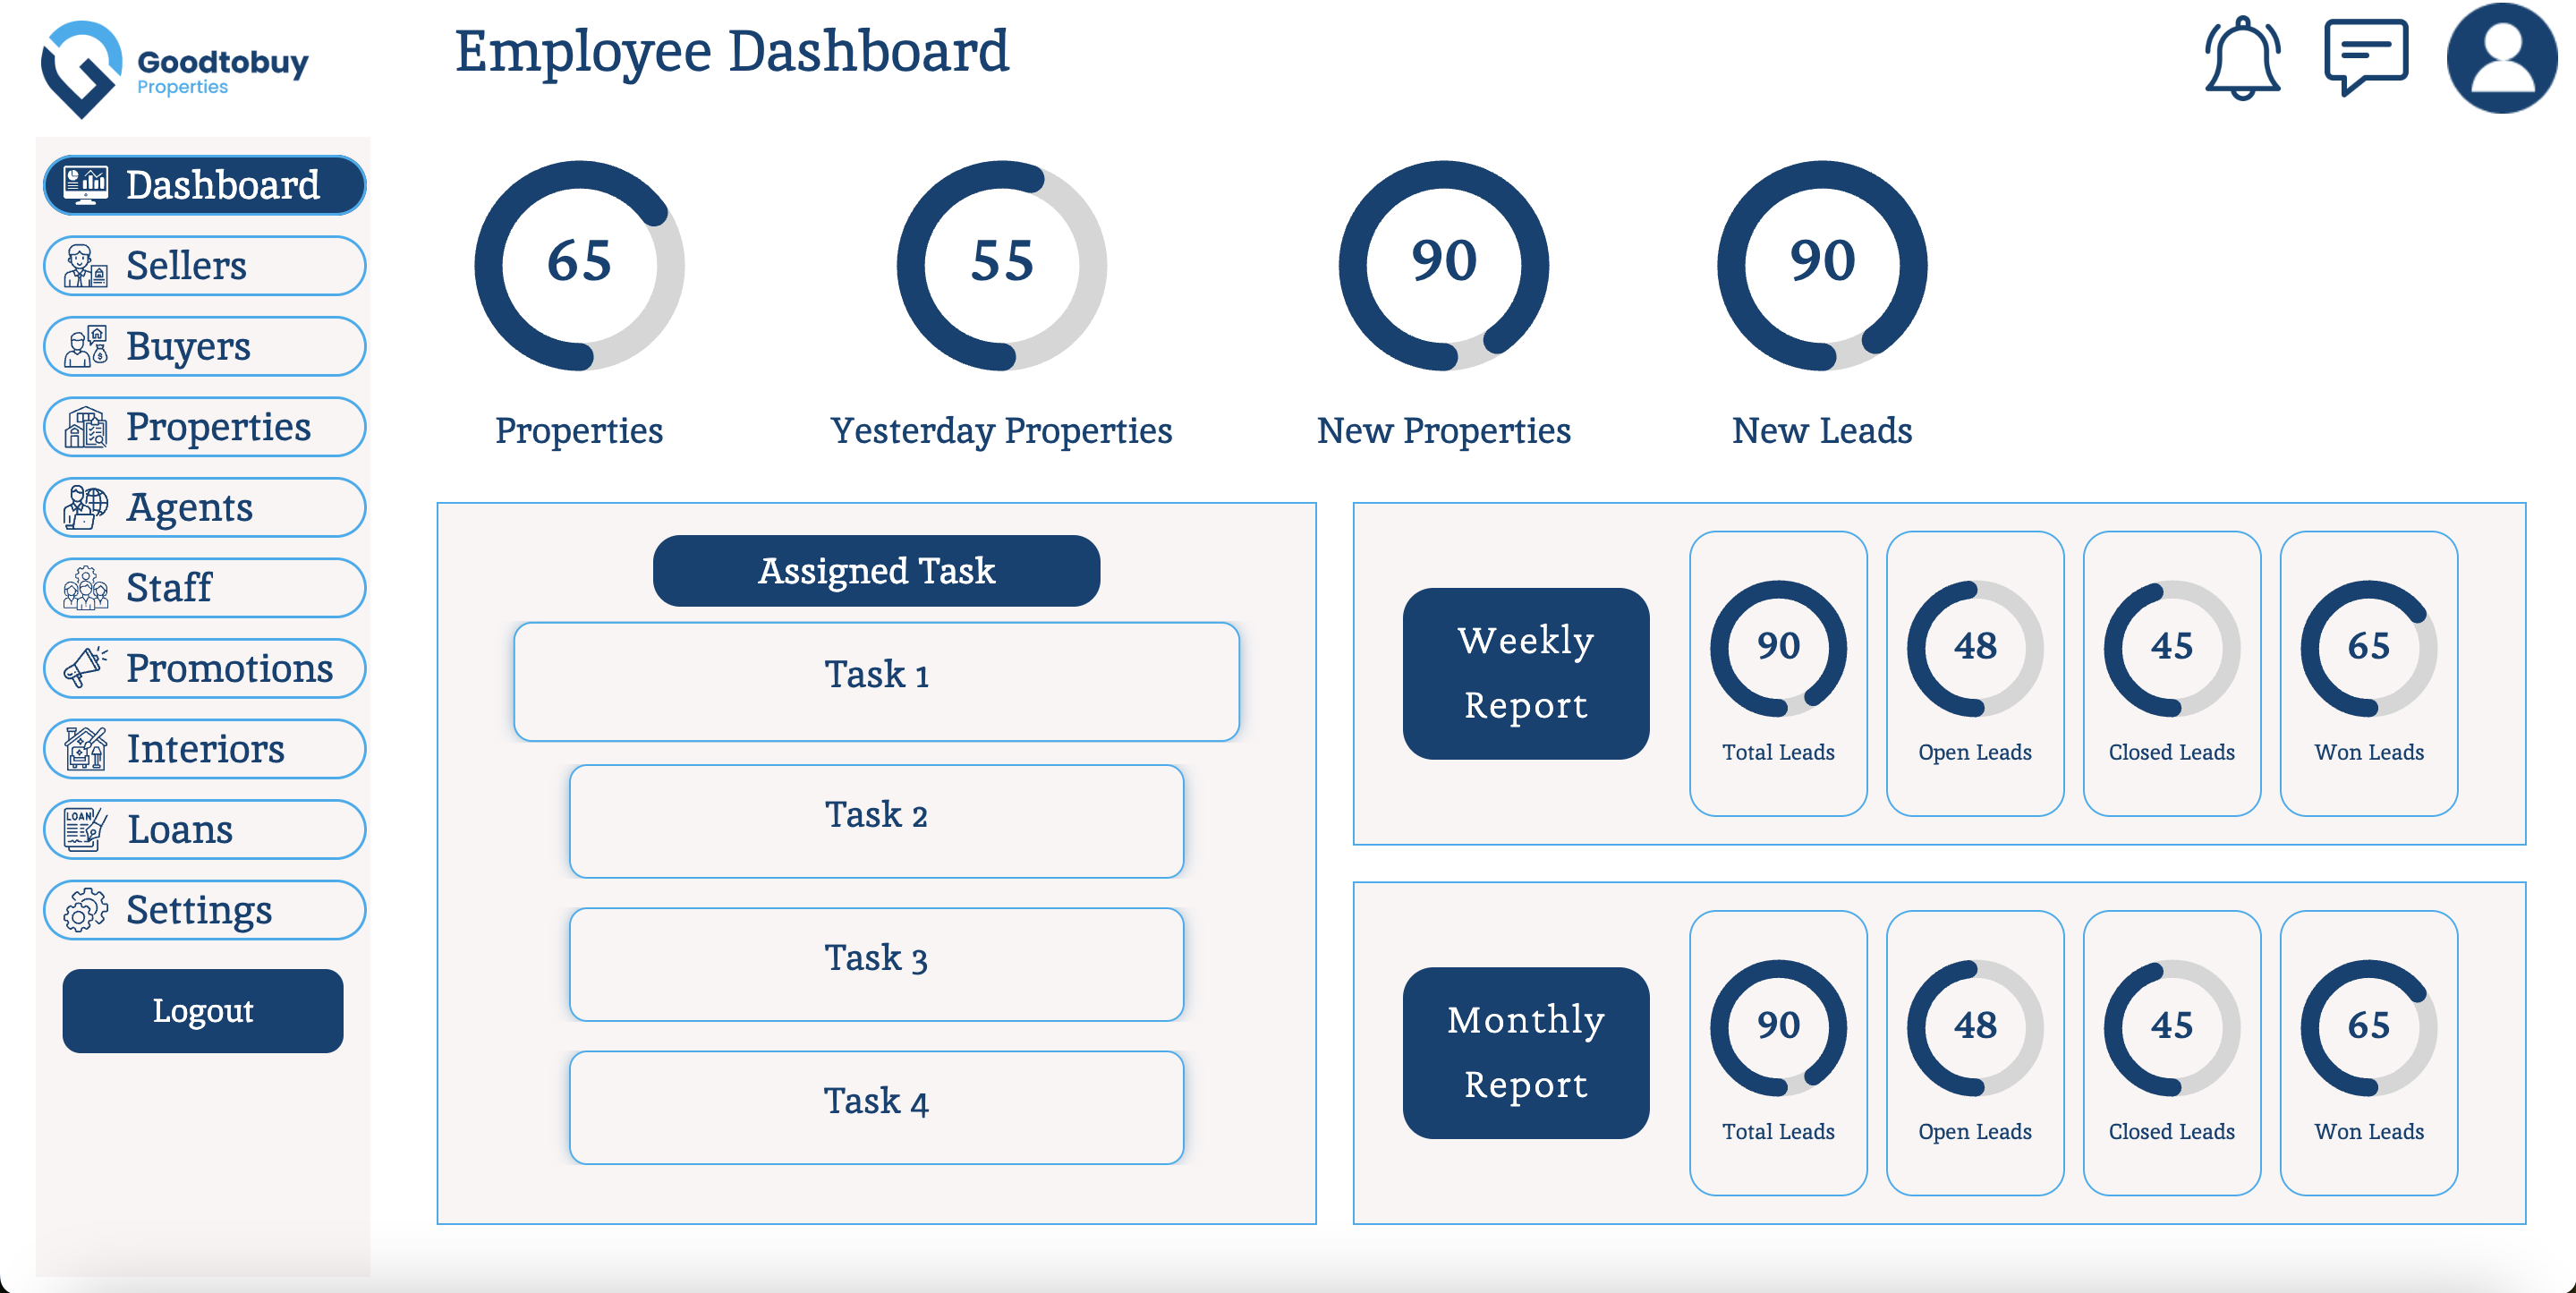 Goodtobuy
Properties
Employee Dashboard
Dashboard
Sellers
Buyers
Properties
Agents
Staff
Promotions
Interiors
LOAN
Loans
Settings
Logout
65
55
90
90
Properties
Yesterday Properties
New Properties
New Leads
Assigned Task
Task 1
Task 2
Task 3
Task 4
Weekly
Report
90
48
45
65
Total Leads
Open Leads
Closed Leads
Won Leads
Monthly
Report
90
48
45
65
Total Leads
Open Leads
Closed Leads
Won Leads